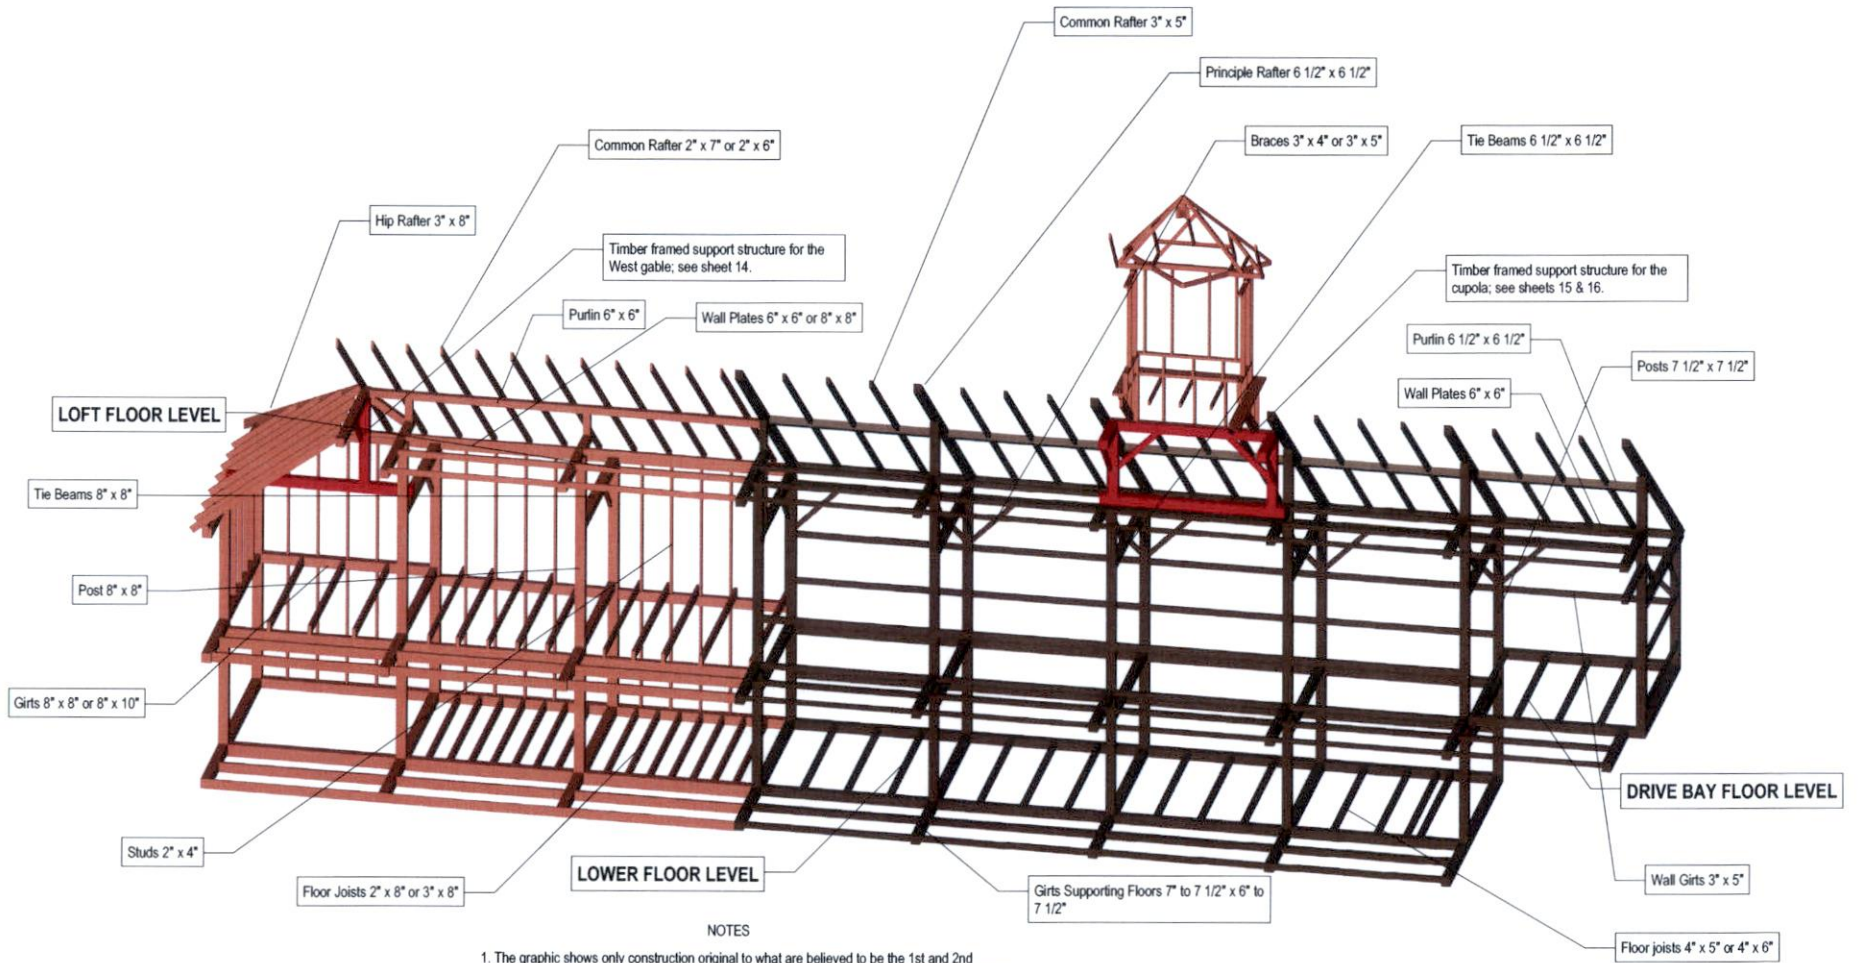 Common Rafter 3" x 5"
Principle Rafter 6 1/2" x 6 1/2"
Common Rafter 2" x 7" or 2" x 6"
Braces 3" x 4" or 3" x 5"
Tie Beams 6 1/2" x 6 1/2"
Hip Rafter 3" x 8"
Timber framed support structure for the
West gable; see sheet 14.
Timber framed support structure for the
cupola; see sheets 15 & 16.
Purlin 6" x 6"
Wall Plates 6" x 6" or 8" x 8"
Purlin 6 1/2" x 6 1/2"
Posts 7 1/2" x 7 1/2"
Wall Plates 6" x 6"
LOFT FLOOR LEVEL
Tie Beams 8" x 8"
Post 8" x 8"
Girts 8" x 8" or 8" x 10"
DRIVE BAY FLOOR LEVEL
Studs 2" x 4"
LOWER FLOOR LEVEL
Floor Joists 2" x 8" or 3" x 8"
Girts Supporting Floors 7" to 7 1/2" x 6" to
7 1/2"
Wall Girts 3" x 5"
Floor joists 4" x 5" or 4" x 6"
NOTES
1. The graphic shows only construction original to what are believed to be the 1st and 2nd